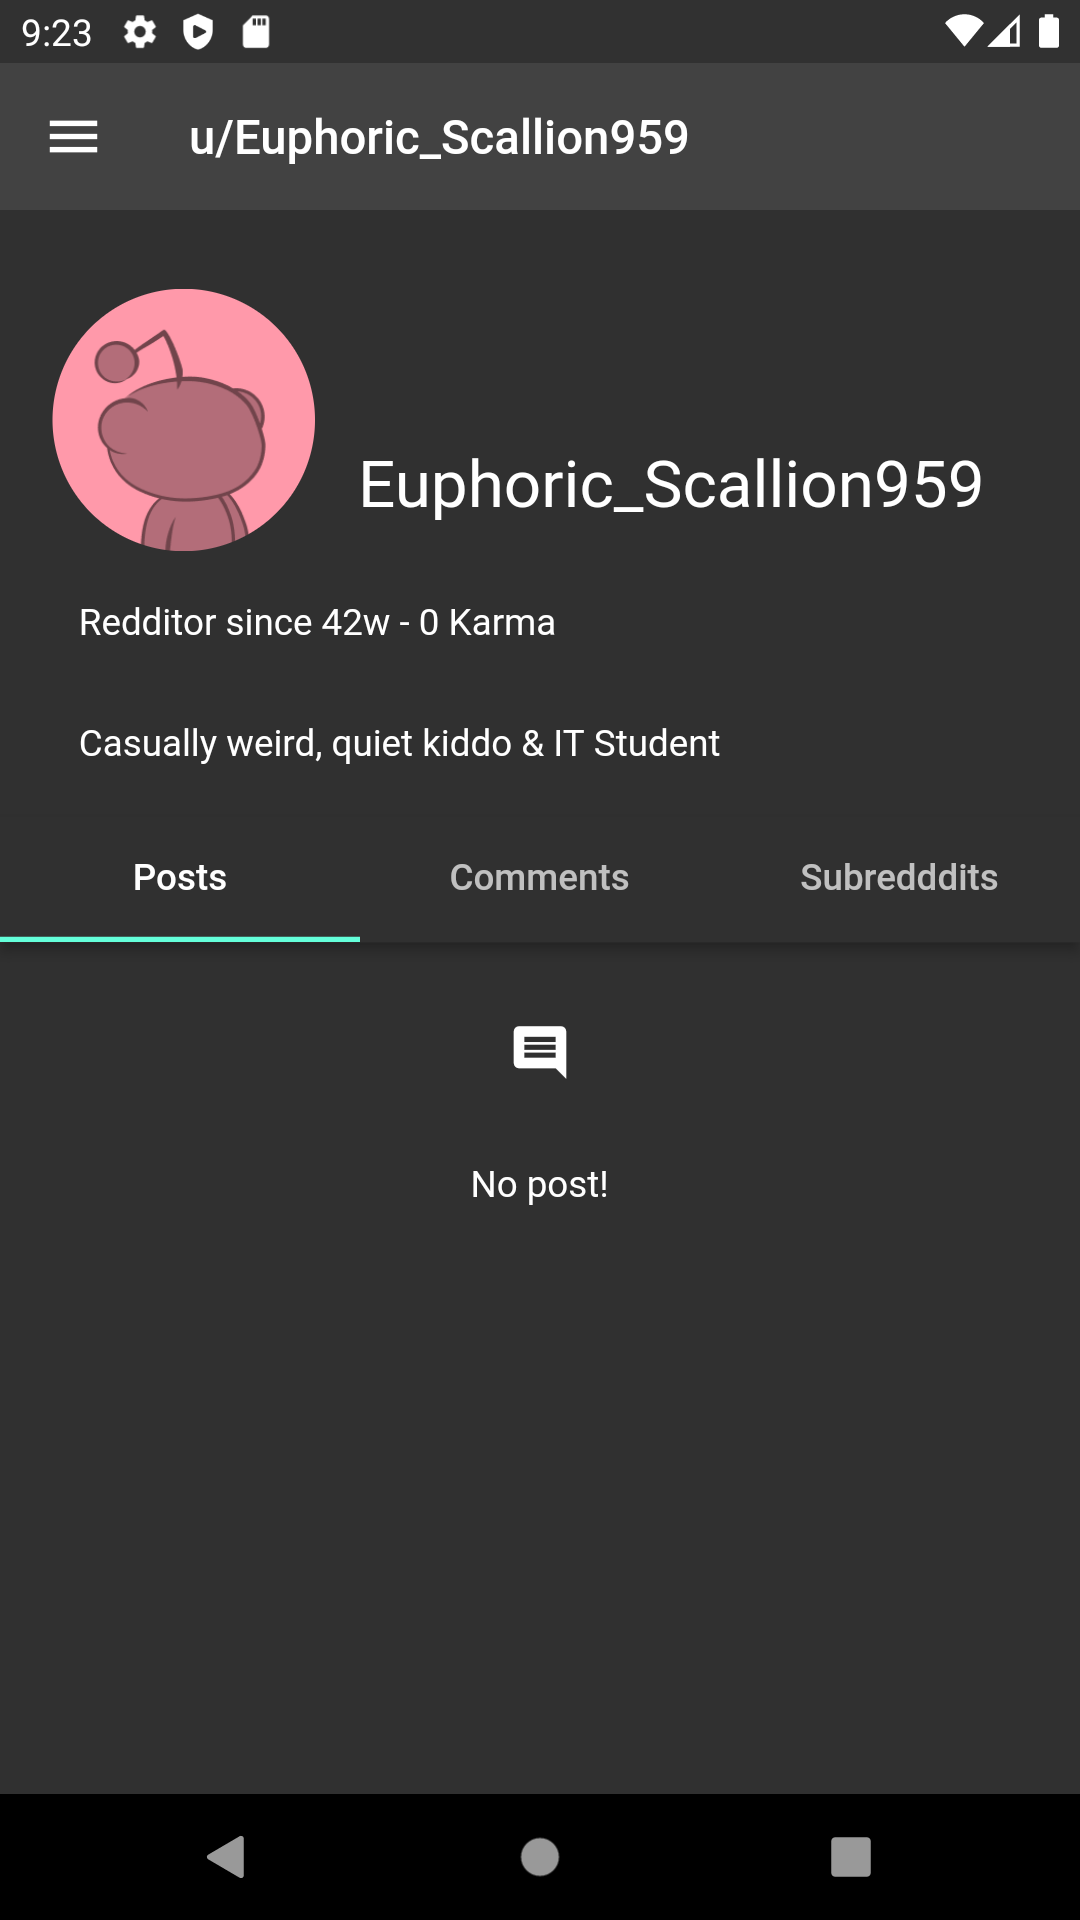 9:23
u/Euphoric_Scallion959
Euphoric_Scallion959
Redditor since 42w - 0 Karma
Casually weird, quiet kiddo & IT Student
Posts Comments Subredddits
No post!